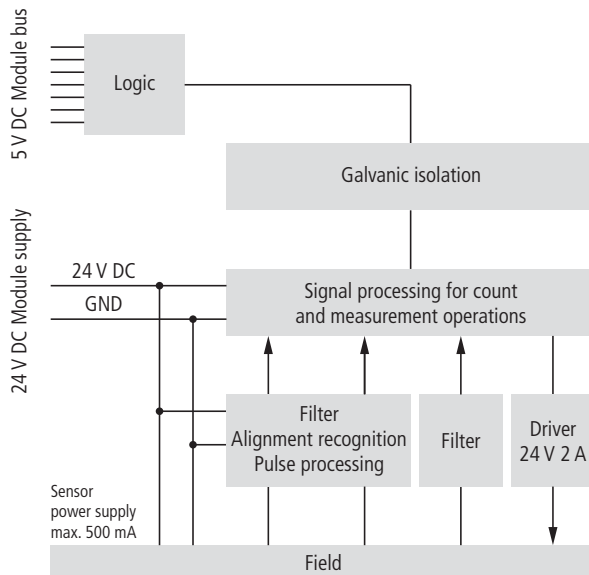 5 V DC Module bus
Logic
Galvanic isolation
24 V DC Module supply
24 V DC
GND
Signal processing for count
and measurement operations
Filter
Alignment recognition
Pulse processing
Filter
Driver
24 V 2 A
Sensor
power supply
max. 500 mA
Field